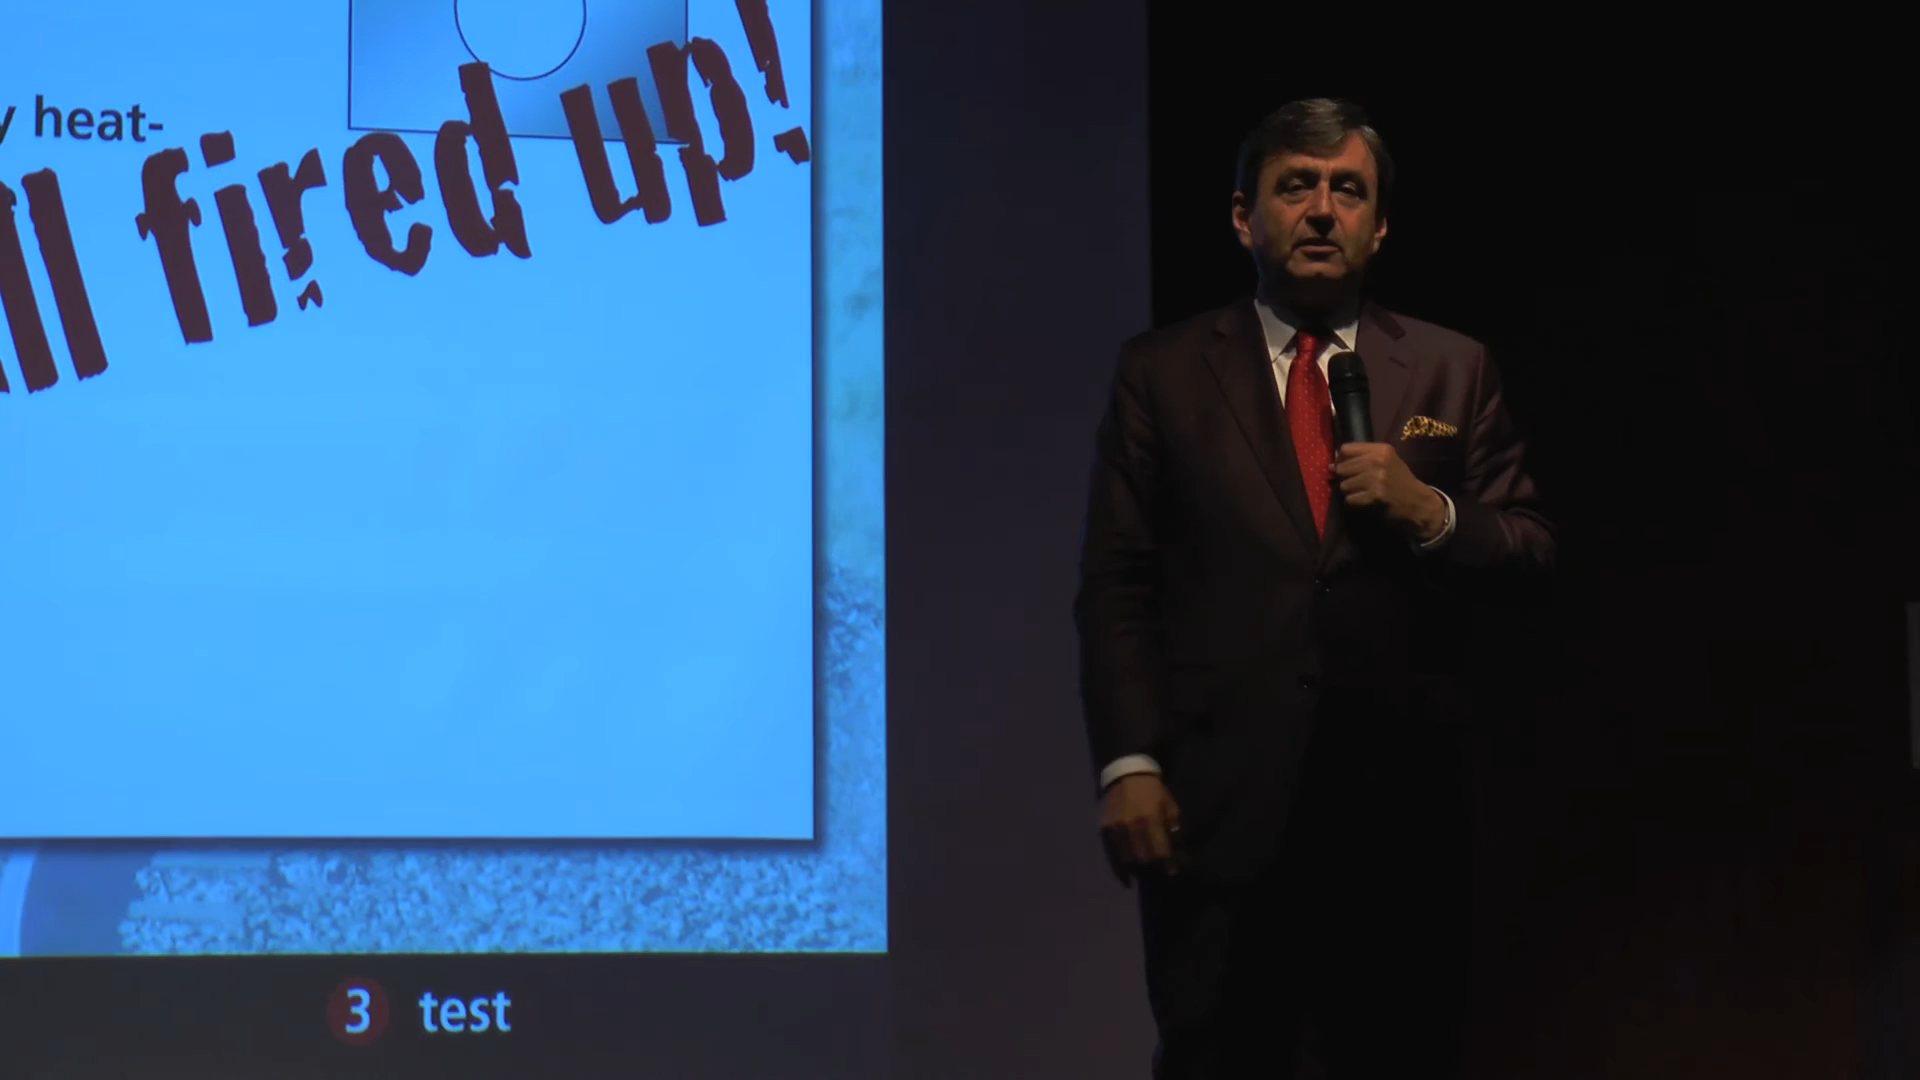 heat-
fired up!
3 test